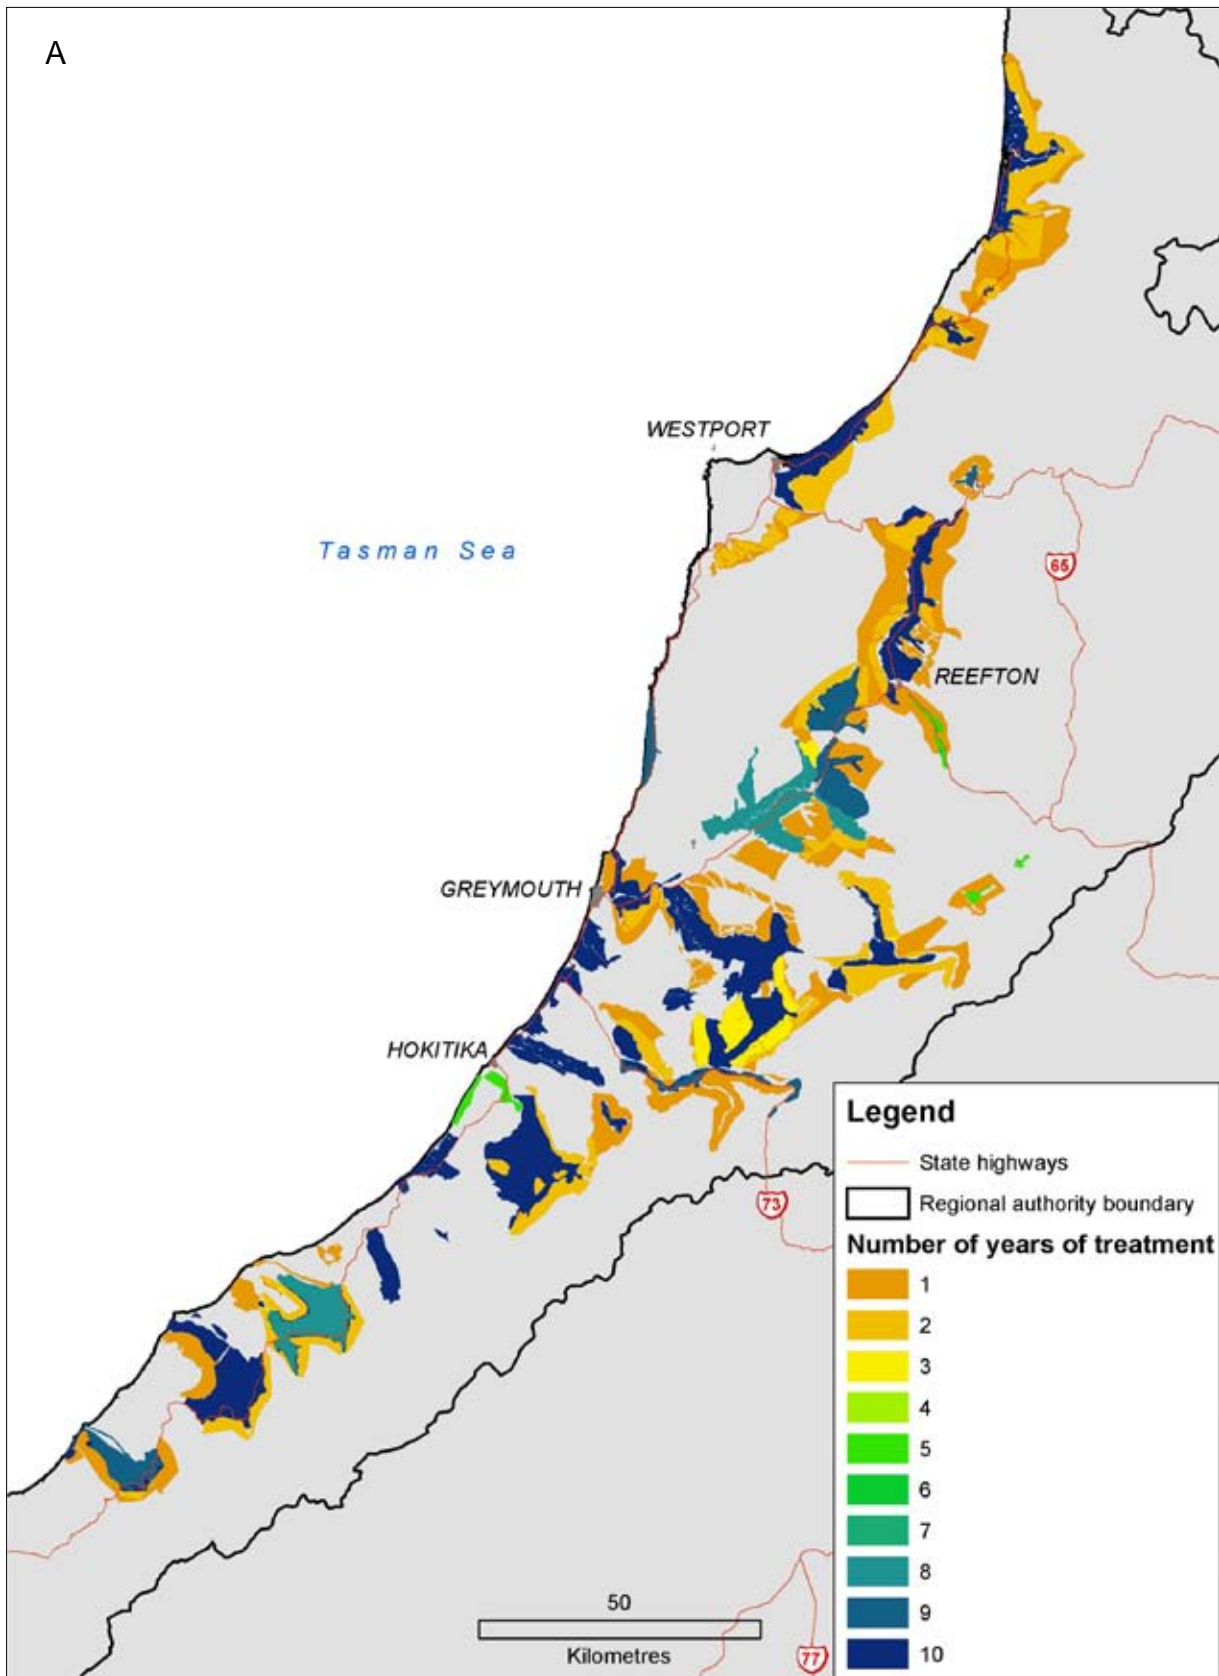 A
WESTPORT
Tasman Sea
65
REEFTON
GREYMOUTH
HOKITIKA
73
Legend
State highways
Regional authority boundary
Number of years of treatment
1
2
3
4
5
6
7
8
9
10
50
Kilometres
77